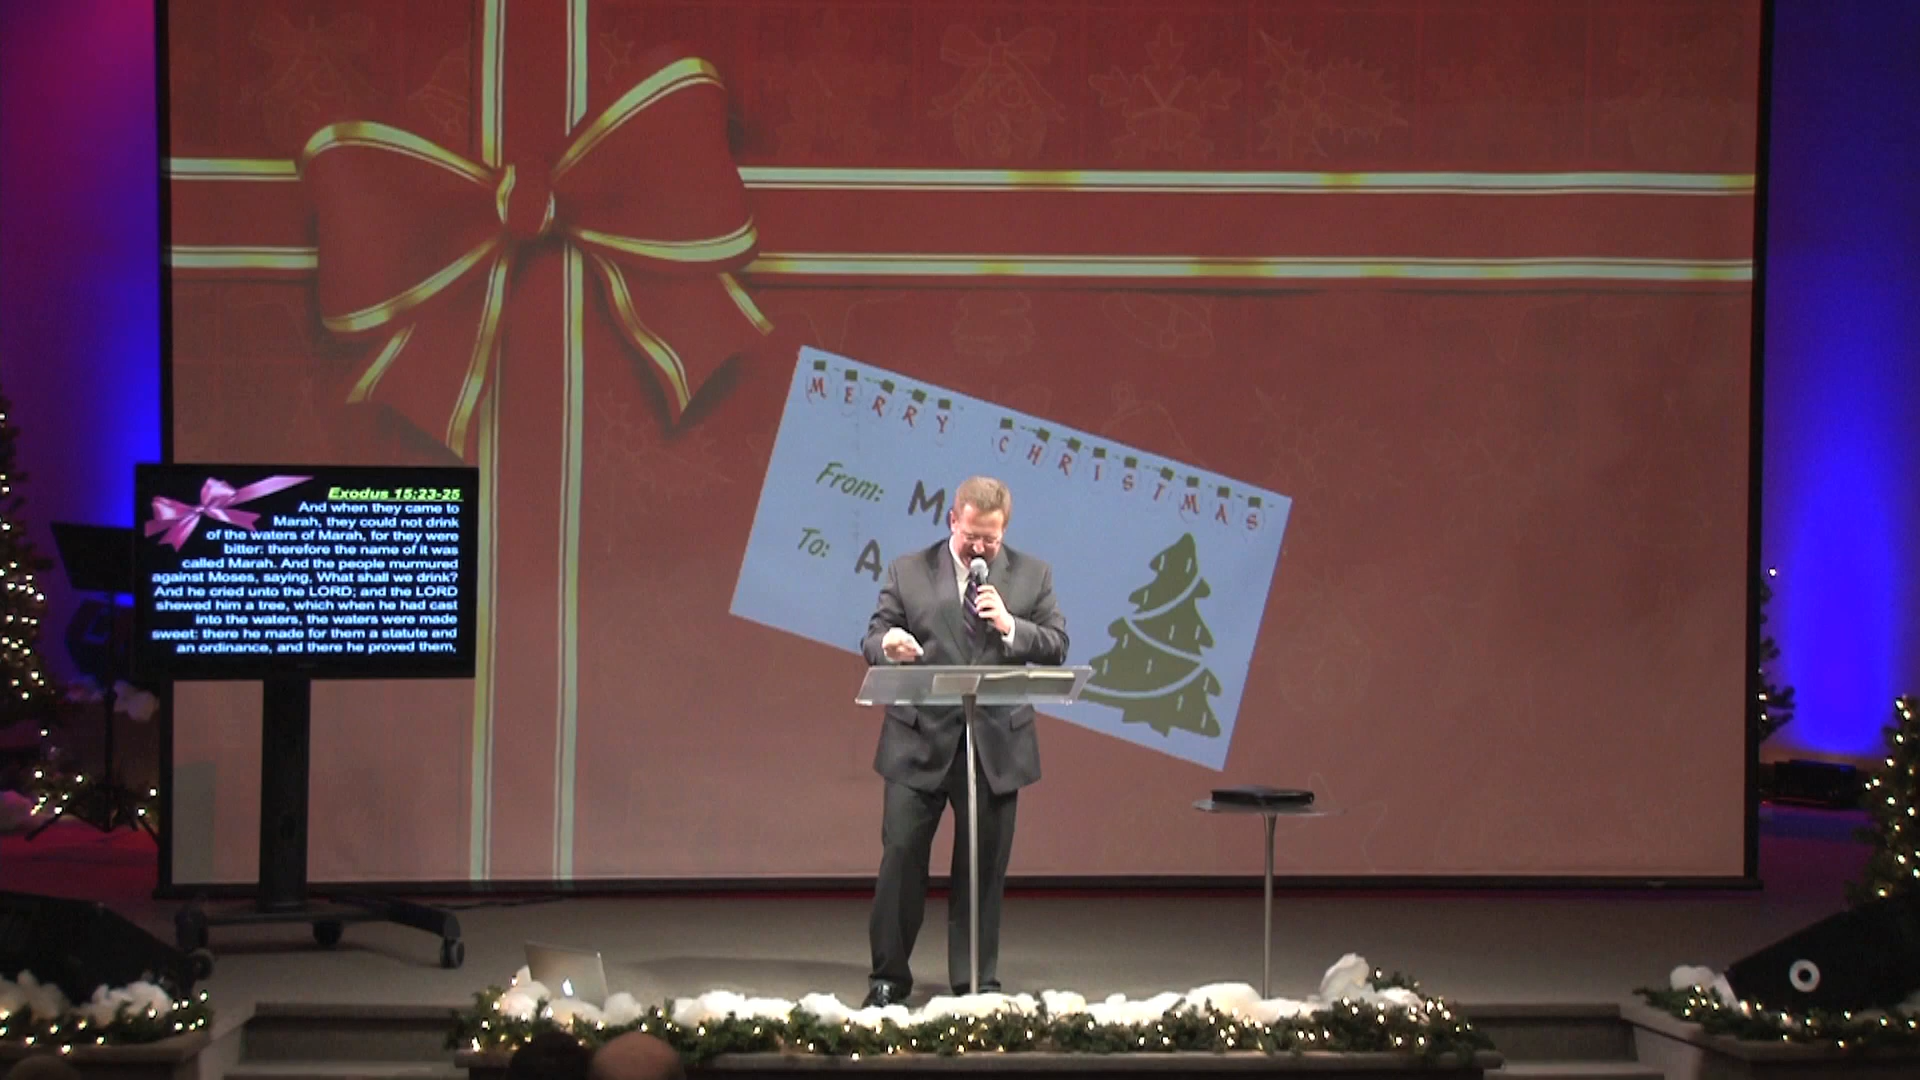 Exodus 15:23-25
And when they came to
Marah, they could not drink
of the waters of Marah, for they were
bitter: therefore the name of it was
called Marah. And the people murmured
against Moses, saying, What shall we drink?
And he cried unto the LORD; and the LORD
shewed him a tree, which when he had cast
into the waters, the waters were made
sweet: there he made for them a statute and
an ordinance, and there he proved them,
MERRY CHRISTMAS
From:
To: